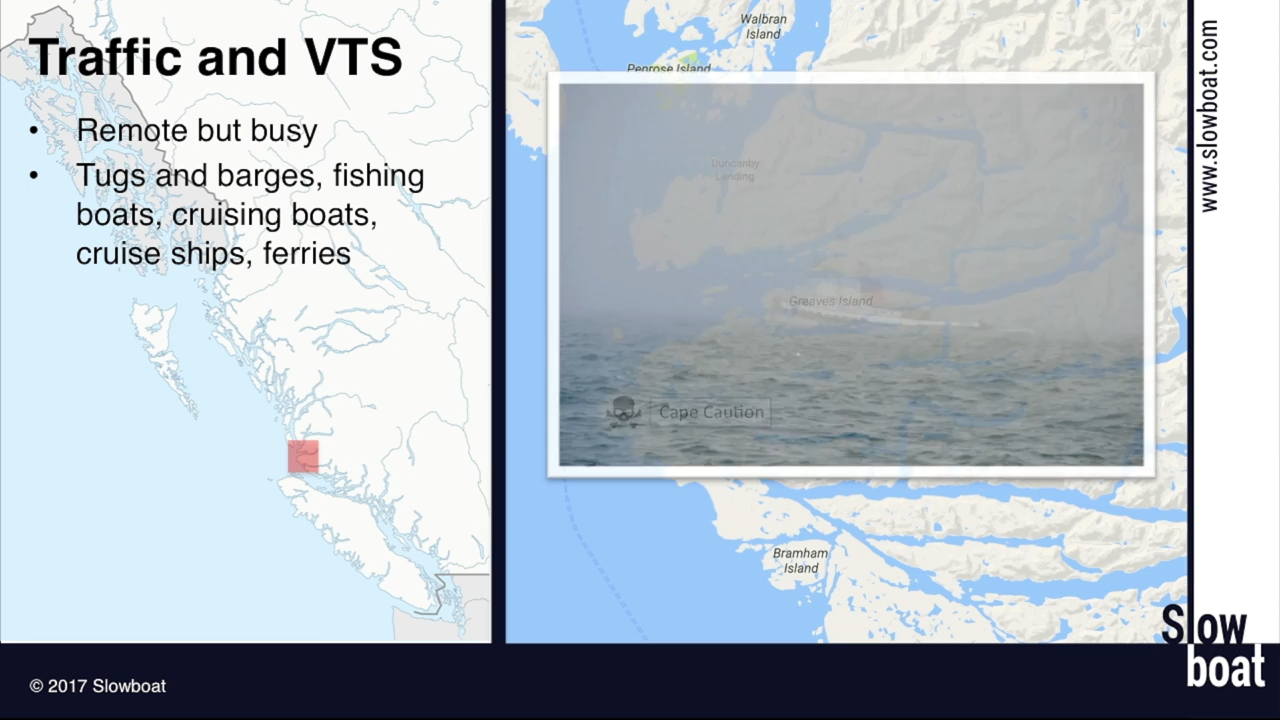 Traffic and VTS
• Remote but busy
• Tugs and barges, fishing
boats, cruising boats,
cruise ships, ferries
Walbran
Island
Penrose Island
Duncanby
Landing
Greaves Island
Cape Caution
Bramham
Island
www.slowboat.com
Slow
boat
© 2017 Slowboat